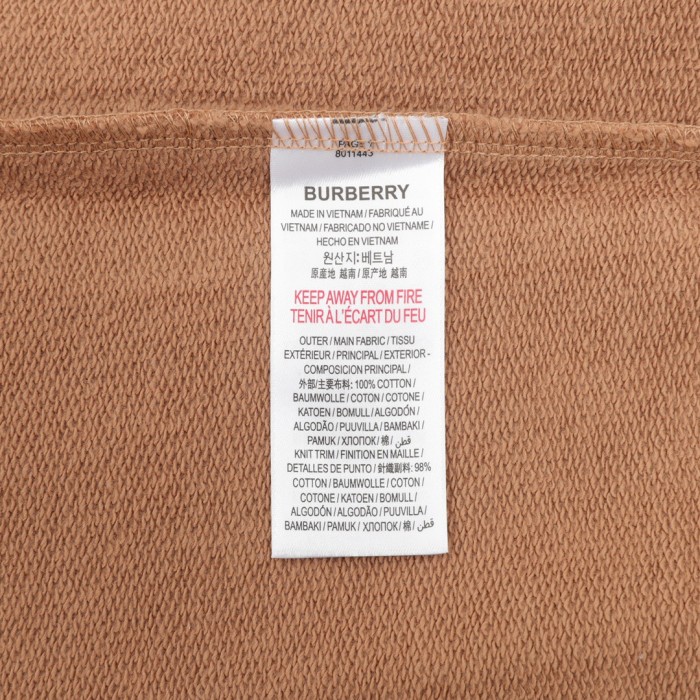 8011443
BURBERRY
MADE IN VIETNAM / FABRIQUÉ AU
VIETNAM / FABRICADO NO VIETNAME /
HECHO EN VIETNAM
원산지: 베트남
原産地 越南 / 原产地 越南
KEEP AWAY FROM FIRE
TENIR À L'ÉCART DU FEU
OUTER / MAIN FABRIC / TISSU
EXTÉRIEUR / PRINCIPAL / EXTERIOR -
COMPOSICION PRINCIPAL /
外部/主要布料: 100% COTTON /
BAUMWOLLE / COTON / COTONE /
KATOEN / BOMULL / ALGODÓN /
ALGODÃO / PUUVILLA / BAMBAKI /
PAMUK / ХЛОПОК / 棉 / قطن
KNIT TRIM / FINITION EN MAILLE /
DETALLES DE PUNTO / 針織副料: 98%
COTTON / BAUMWOLLE / COTON /
COTONE / KATOEN / BOMULL /
ALGODÓN / ALGODÃO / PUUVILLA /
BAMBAKI / PAMUK / ХЛОПОК / 棉 / قطن